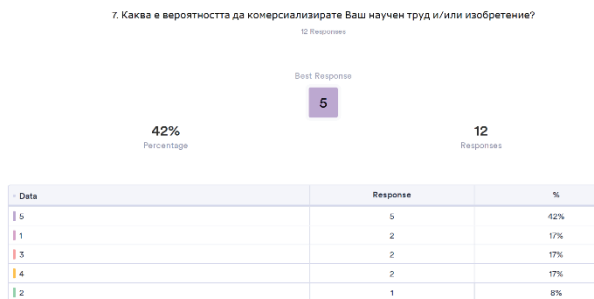 7. Каква е вероятността да комерсиализирате Ваш научен труд и/или изобретение?
12 Responses
Best Response
5
42%
Percentage
12
Responses
Data Response %
5 5 42%
1 2 17%
3 2 17%
4 2 17%
2 1 8%